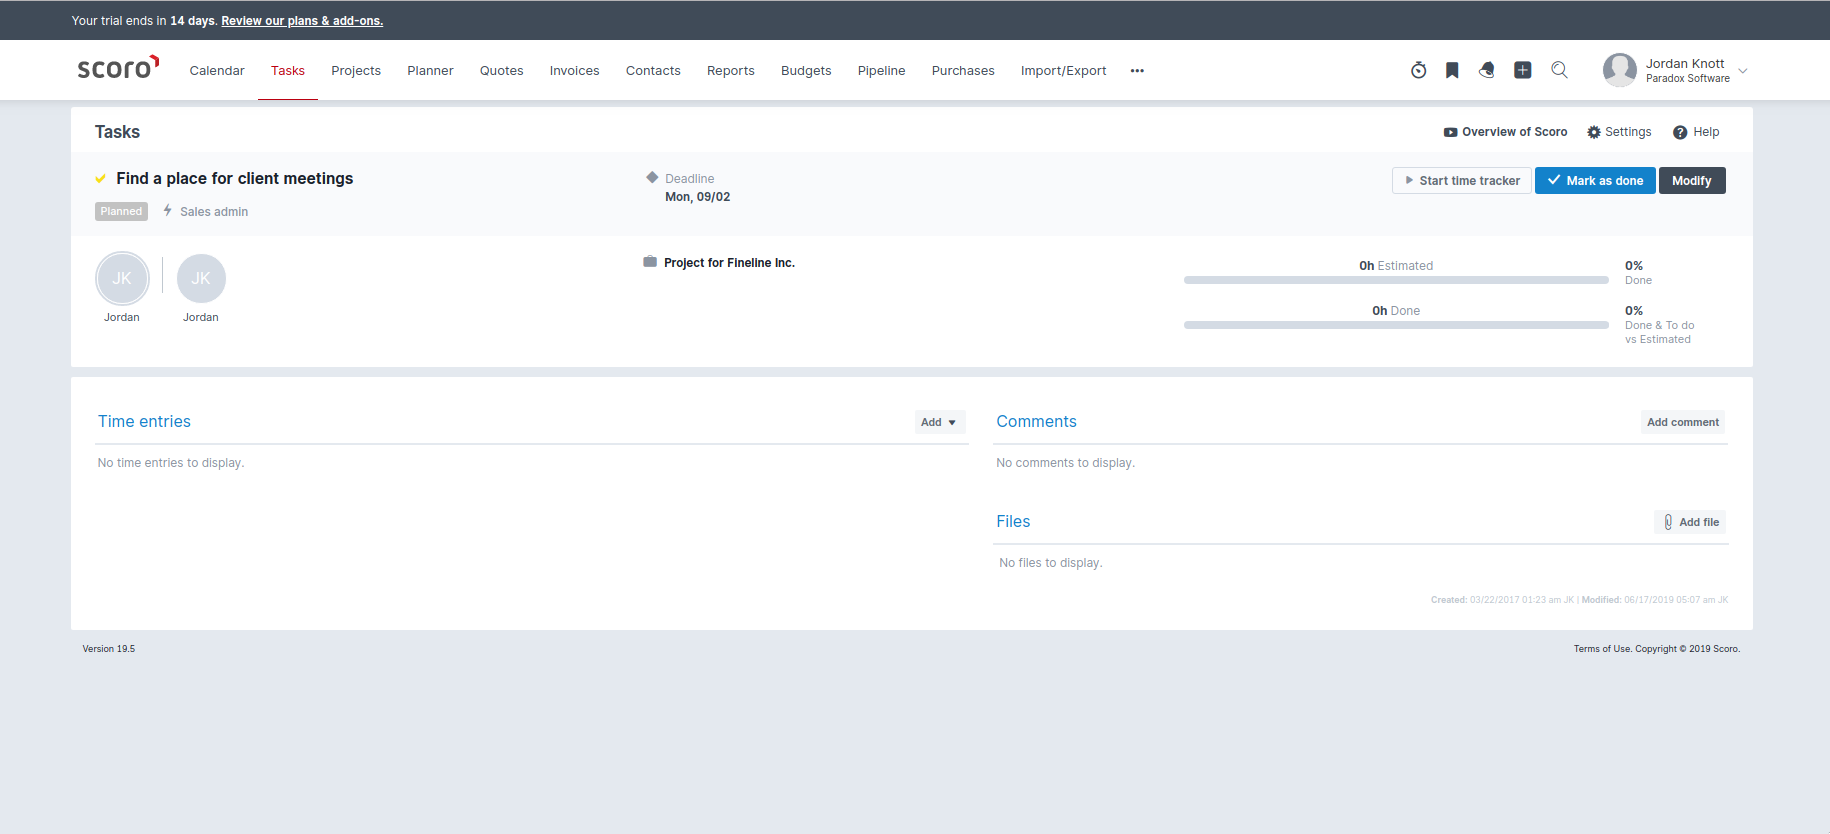 Your trial ends in 14 days. Review our plans & add-ons.
scoro Calendar Tasks Projects Planner Quotes Invoices Contacts Reports Budgets Pipeline Purchases Import/Export ••• Jordan Knott
Paradox Software
Tasks Overview of Scoro Settings Help
Find a place for client meetings Deadline Start time tracker Mark as done Modify
Mon, 09/02
Planned Sales admin
Project for Fineline Inc. 0h Estimated 0%
Done
JK JK
Jordan Jordan 0h Done 0%
Done & To do
vs Estimated
Time entries Add Comments Add comment
No time entries to display. No comments to display.
Files Add file
No files to display.
Created: 03/22/2017 01:23 am JK | Modified: 06/17/2019 05:07 am JK
Version 19.5 Terms of Use. Copyright © 2019 Scoro.